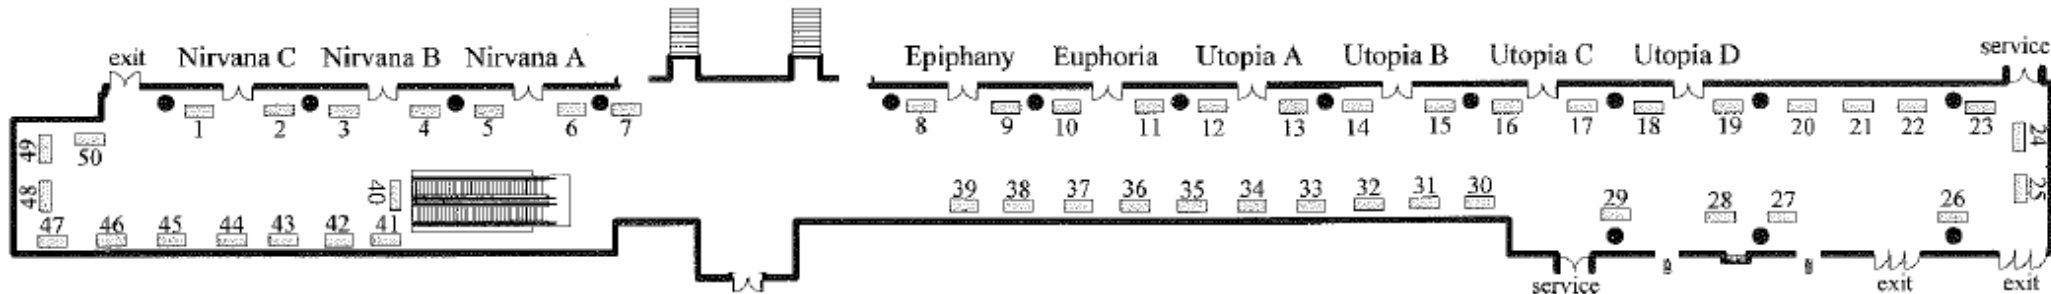 exit Nirvana C Nirvana B Nirvana A Epiphany Euphoria Utopia A Utopia B Utopia C Utopia D service
1 2 3 4 5 6 7 8 9 10 11 12 13 14 15 16 17 18 19 20 21 22 23
49 50 24
48 40 39 38 37 36 35 34 33 32 31 30 25
47 46 45 44 43 42 41 29 28 27 26
service exit exit